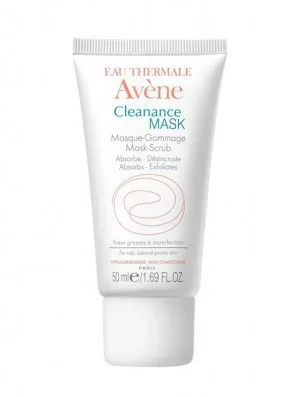 EAU THERMALE
Avène
Cleanance
MASK
Masque-Gommage
Mask-Scrub
Absorbe - Désincruste
Absorbs - Exfoliates
Peaux grasses à imperfections
For oily, blemish-prone skin
HYPOALLERGÉNIQUE - NON COMÉDOGÈNE
PARIS
50 ml e / 1.69 FL.OZ.